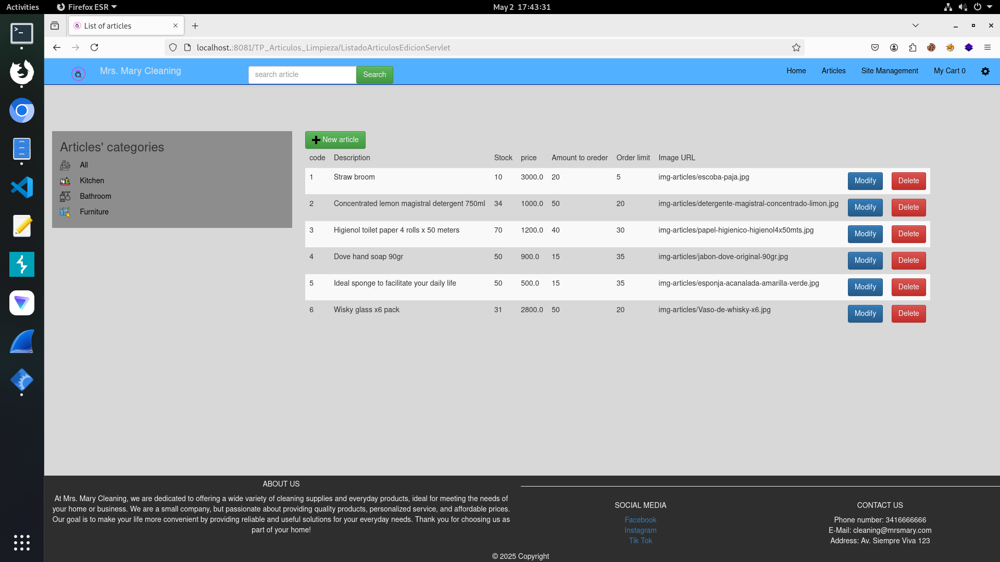 Activities Firefox ESR May 2 17:43:31
List of articles
localhost.:8081/TP_Articulos_Limpieza/ListadoArticulosEdicionServlet
Mrs. Mary Cleaning search article Search Home Articles Site Management My Cart 0
Articles' categories
All
Kitchen
Bathroom
Furniture
New article
code Description Stock price Amount to oreder Order limit Image URL
1 Straw broom 10 3000.0 20 5 img-articles/escoba-paja.jpg Modify Delete
2 Concentrated lemon magistral detergent 750ml 34 1000.0 50 20 img-articles/detergente-magistral-concentrado-limon.jpg Modify Delete
3 Higienol toilet paper 4 rolls x 50 meters 70 1200.0 40 30 img-articles/papel-higienico-higienol4x50mts.jpg Modify Delete
4 Dove hand soap 90gr 50 900.0 15 35 img-articles/jabon-dove-original-90gr.jpg Modify Delete
5 Ideal sponge to facilitate your daily life 50 500.0 15 35 img-articles/esponja-acanalada-amarilla-verde.jpg Modify Delete
6 Wisky glass x6 pack 31 2800.0 50 20 img-articles/Vaso-de-whisky-x6.jpg Modify Delete
ABOUT US
At Mrs. Mary Cleaning, we are dedicated to offering a wide variety of cleaning supplies and everyday products, ideal for meeting the needs of
your home or business. We are a small company, but passionate about providing quality products, personalized service, and affordable prices.
Our goal is to make your life more convenient by providing reliable and useful solutions for your everyday needs. Thank you for choosing us as
part of your home!
SOCIAL MEDIA
Facebook
Instagram
Tik Tok
CONTACT US
Phone number: 3416666666
E-Mail: cleaning@mrsmary.com
Address: Av. Siempre Viva 123
© 2025 Copyright